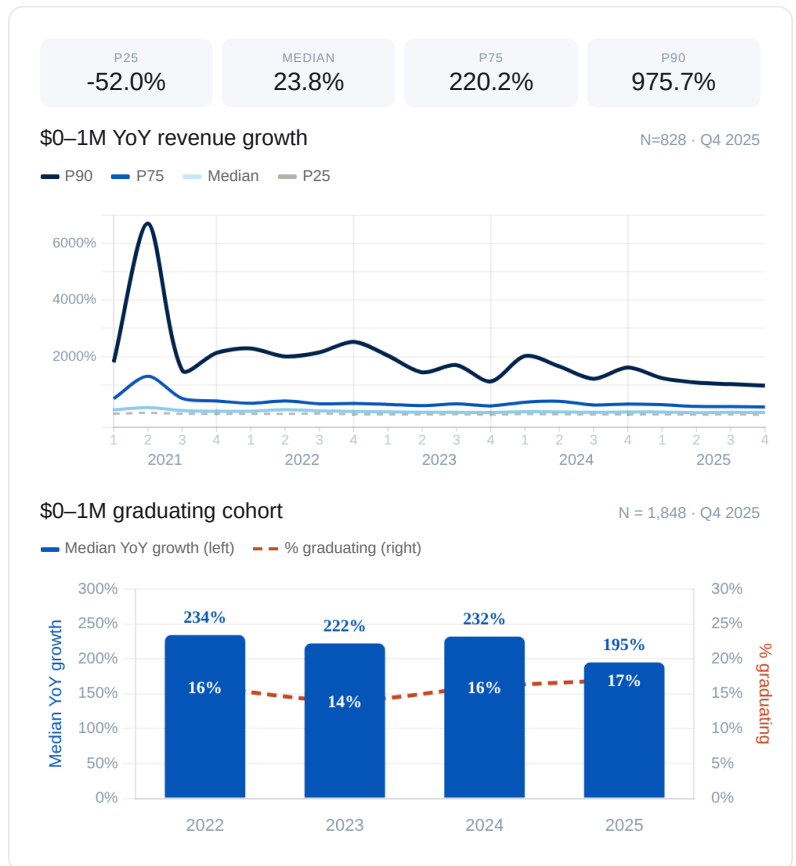 P25 MEDIAN P75 P90
-52.0% 23.8% 220.2% 975.7%
$0–1M YoY revenue growth N=828 · Q4 2025
P90 P75 Median P25
6000%
4000%
2000%
1 2 3 4 1 2 3 4 1 2 3 4 1 2 3 4 1 2 3 4
2021 2022 2023 2024 2025
$0–1M graduating cohort N = 1,848 · Q4 2025
Median YoY growth (left) % graduating (right)
300% 30%
250% 25%
200% 20%
150% 15%
100% 10%
50% 5%
0% 0%
Median YoY growth
% graduating
234% 222% 232% 195%
16% 14% 16% 17%
2022 2023 2024 2025